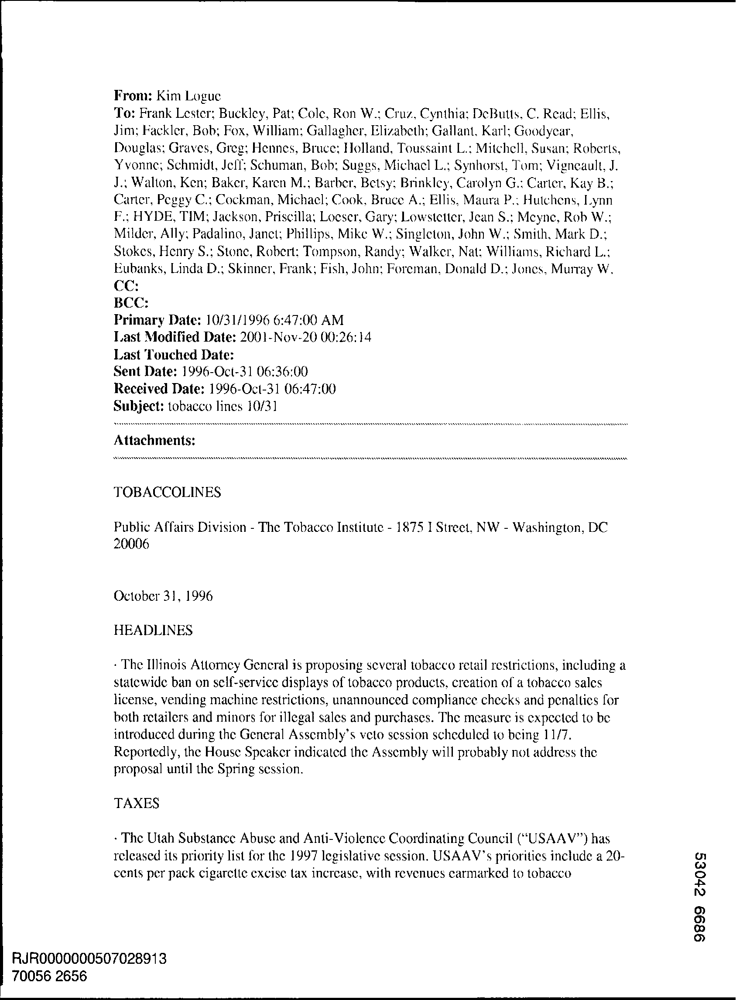 From: Kim Logue
To: Frank Lester; Buckley, Pat; Cole, Ron W.; Cruz, Cynthia; DeButts, C. Read; Ellis,
Jim; Fackler, Bob; Fox, William; Gallagher, Elizabeth; Gallant, Karl; Goodyear,
Douglas; Graves, Greg; Hennes, Bruce; Holland, Toussaint L.; Mitchell, Susan; Roberts,
Yvonne; Schmidt, Jeff; Schuman, Bob; Suggs, Michael L.; Synhorst, Tom; Vigneault, J.
J.; Walton, Ken; Baker, Karen M.; Barber, Betsy; Brinkley, Carolyn G.; Carter, Kay B.;
Carter, Peggy C.; Cockman, Michael; Cook, Bruce A.; Ellis, Maura P.; Hutchens, Lynn
F.; HYDE, TIM; Jackson, Priscilla; Loeser, Gary; Lowstetter, Jean S.; Meyne, Rob W.;
Milder, Ally; Padalino, Janet; Phillips, Mike W.; Singleton, John W.; Smith, Mark D.;
Stokes, Henry S.; Stone, Robert; Tompson, Randy; Walker, Nat; Williams, Richard L.;
Eubanks, Linda D.; Skinner, Frank; Fish, John; Foreman, Donald D.; Jones, Murray W.
CC:
BCC:
Primary Date: 10/31/1996 6:47:00 AM
Last Modified Date: 2001-Nov-20 00:26:14
Last Touched Date:
Sent Date: 1996-Oct-31 06:36:00
Received Date: 1996-Oct-31 06:47:00
Subject: tobacco lines 10/31
Attachments:
TOBACCOLINES
Public Affairs Division - The Tobacco Institute - 1875 I Street, NW - Washington, DC
20006
October 31, 1996
HEADLINES
· The Illinois Attorney General is proposing several tobacco retail restrictions, including a
statewide ban on self-service displays of tobacco products, creation of a tobacco sales
license, vending machine restrictions, unannounced compliance checks and penalties for
both retailers and minors for illegal sales and purchases. The measure is expected to be
introduced during the General Assembly's veto session scheduled to being 11/7.
Reportedly, the House Speaker indicated the Assembly will probably not address the
proposal until the Spring session.
TAXES
· The Utah Substance Abuse and Anti-Violence Coordinating Council ("USAAV") has
released its priority list for the 1997 legislative session. USAAV's priorities include a 20-
cents per pack cigarette excise tax increase, with revenues earmarked to tobacco
53042 6686
RJR0000000507028913
70056 2656